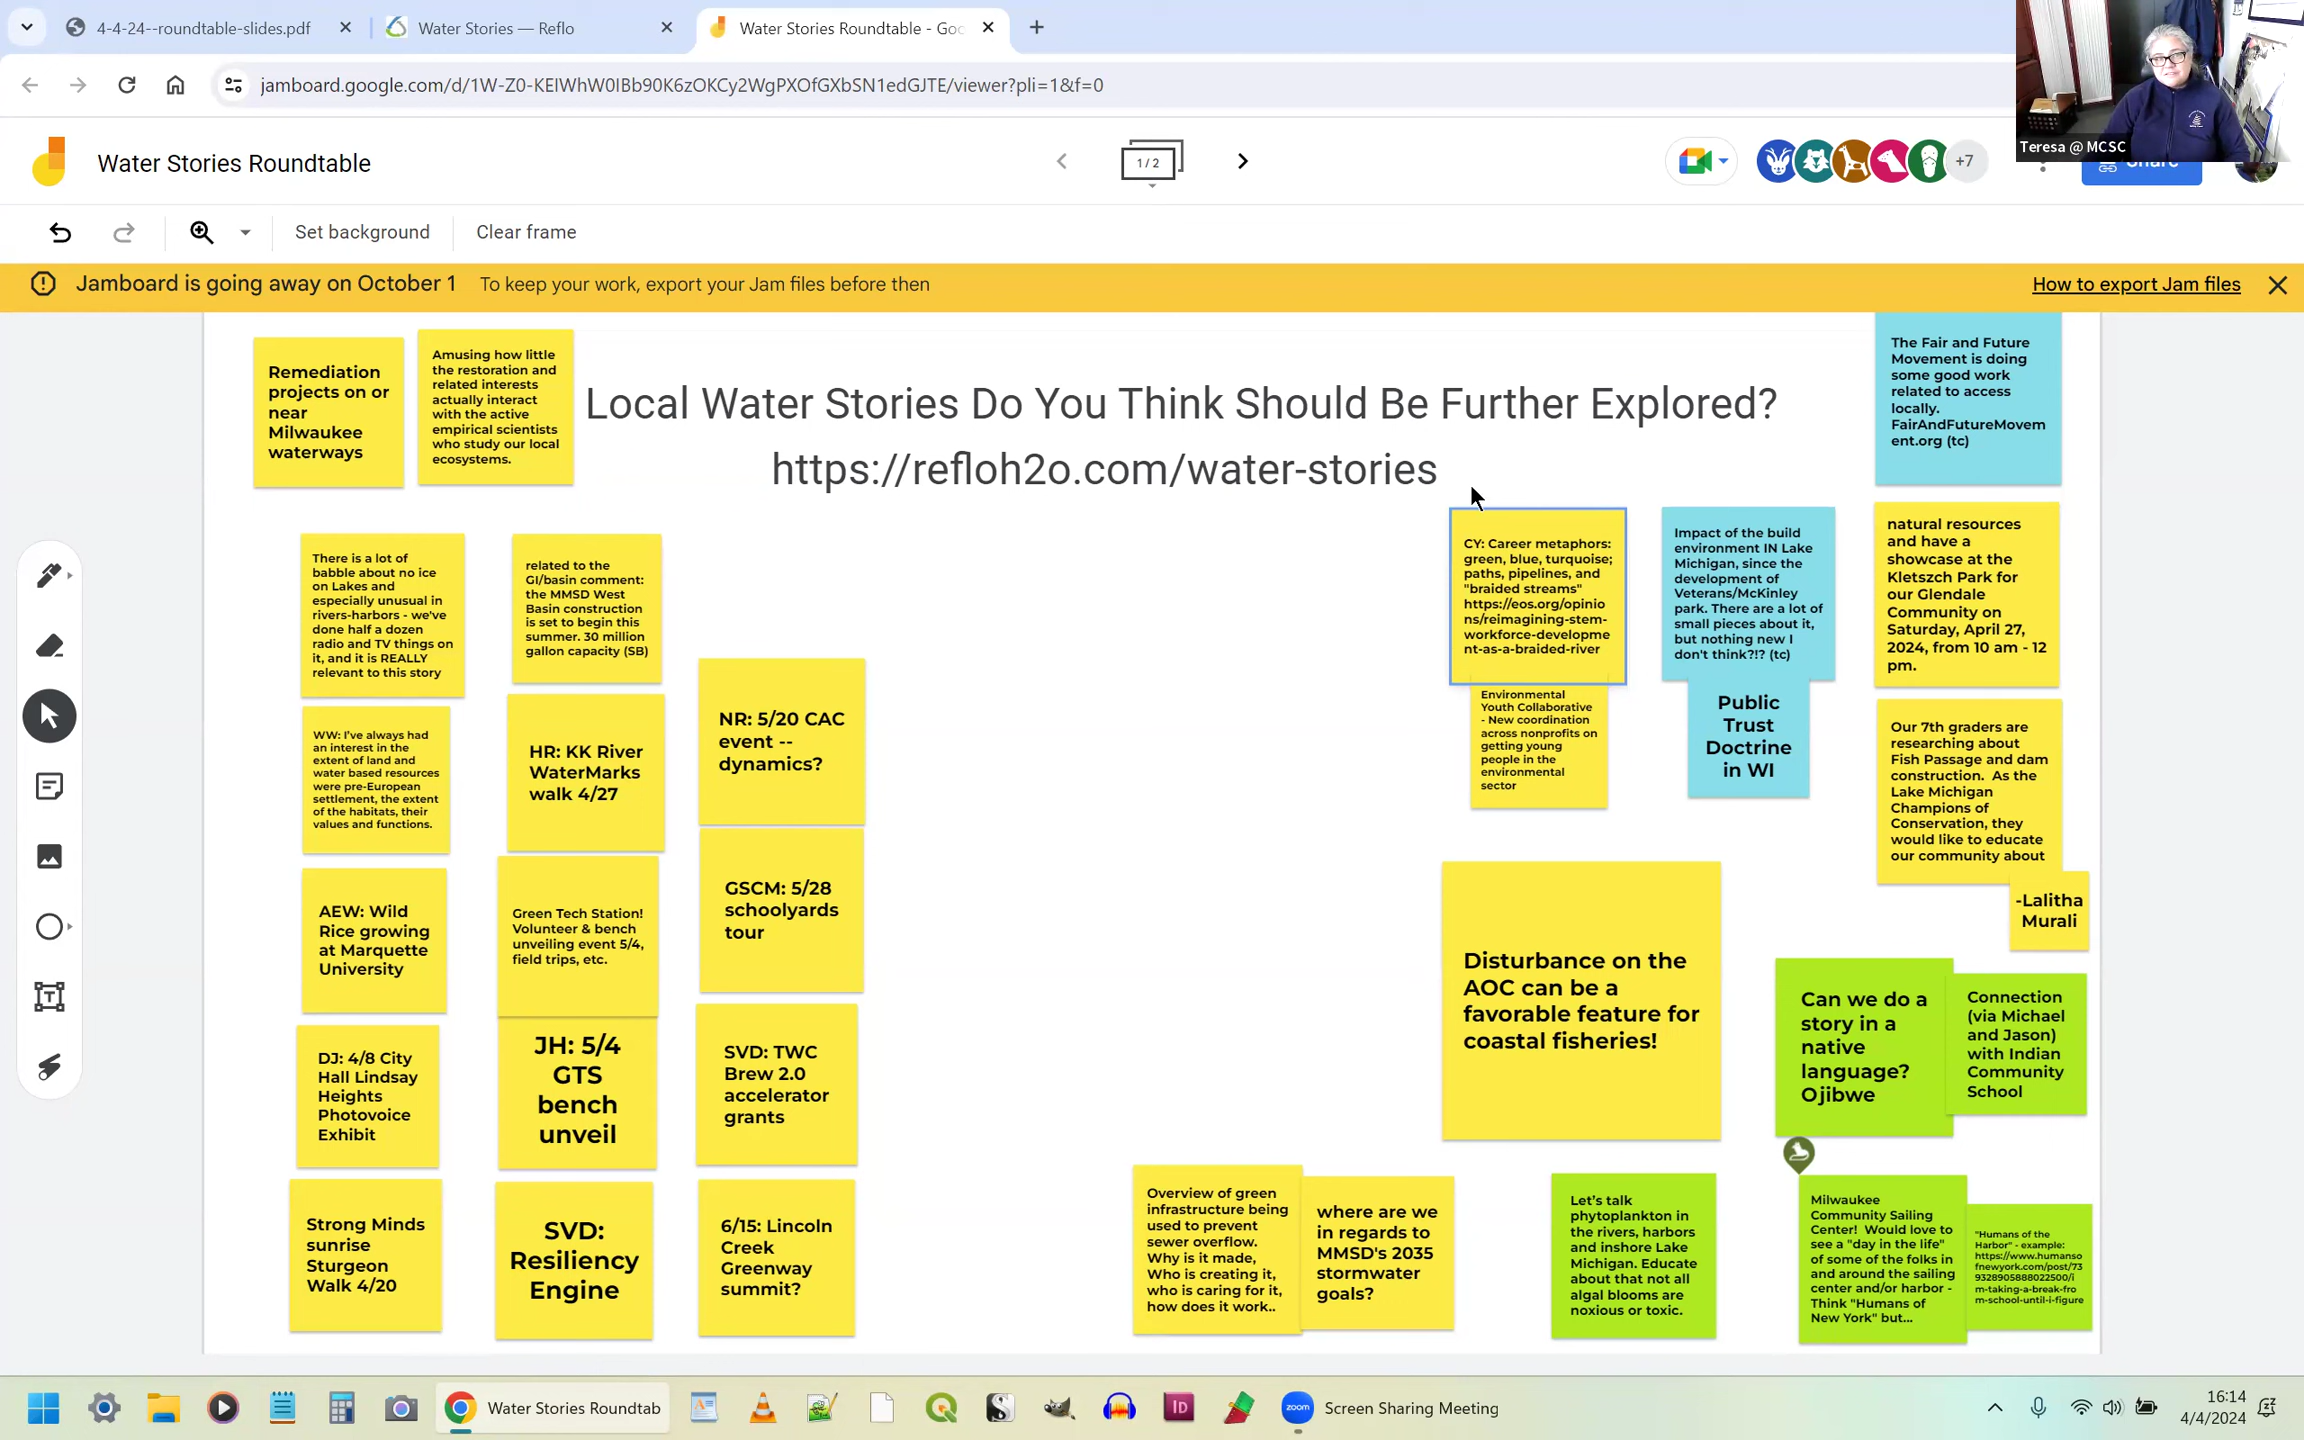 4-4-24--roundtable-slides.pdf
Water Stories — Reflo
Water Stories Roundtable - Goo
jamboard.google.com/d/1W-Z0-KEIWhW0IBb90K6zOKCy2WgPXOfGXbSN1edGJTE/viewer?pli=1&f=0
Teresa @ MCSC
Water Stories Roundtable
1 / 2
+7
Share
Set background
Clear frame
Jamboard is going away on October 1
To keep your work, export your Jam files before then
How to export Jam files
Remediation
projects on or
near
Milwaukee
waterways
Amusing how little
the restoration and
related interests
actually interact
with the active
empirical scientists
who study our local
ecosystems.
Local Water Stories Do You Think Should Be Further Explored?
https://refloh2o.com/water-stories
The Fair and Future
Movement is doing
some good work
related to access
locally.
FairAndFutureMovem
ent.org (tc)
There is a lot of
babble about no ice
on Lakes and
especially unusual in
rivers-harbors - we've
done half a dozen
radio and TV things on
it, and it is REALLY
relevant to this story
related to the
GI/basin comment:
the MMSD West
Basin construction
is set to begin this
summer. 30 million
gallon capacity (SB)
WW: I've always had
an interest in the
extent of land and
water based resources
were pre-European
settlement, the extent
of the habitats, their
values and functions.
HR: KK River
WaterMarks
walk 4/27
NR: 5/20 CAC
event --
dynamics?
AEW: Wild
Rice growing
at Marquette
University
Green Tech Station!
Volunteer & bench
unveiling event 5/4,
field trips, etc.
GSCM: 5/28
schoolyards
tour
DJ: 4/8 City
Hall Lindsay
Heights
Photovoice
Exhibit
JH: 5/4
GTS
bench
unveil
SVD: TWC
Brew 2.0
accelerator
grants
Strong Minds
sunrise
Sturgeon
Walk 4/20
SVD:
Resiliency
Engine
6/15: Lincoln
Creek
Greenway
summit?
CY: Career metaphors:
green, blue, turquoise;
paths, pipelines, and
"braided streams"
https://eos.org/opinio
ns/reimagining-stem-
workforce-developme
nt-as-a-braided-river
Environmental
Youth Collaborative
- New coordination
across nonprofits on
getting young
people in the
environmental
sector
Impact of the build
environment IN Lake
Michigan, since the
development of
Veterans/McKinley
park. There are a lot of
small pieces about it,
but nothing new I
don't think?!? (tc)
Public
Trust
Doctrine
in WI
natural resources
and have a
showcase at the
Kletszch Park for
our Glendale
Community on
Saturday, April 27,
2024, from 10 am - 12
pm.
Our 7th graders are
researching about
Fish Passage and dam
construction. As the
Lake Michigan
Champions of
Conservation, they
would like to educate
our community about
-Lalitha
Murali
Disturbance on the
AOC can be a
favorable feature for
coastal fisheries!
Can we do a
story in a
native
language?
Ojibwe
Connection
(via Michael
and Jason)
with Indian
Community
School
Overview of green
infrastructure being
used to prevent
sewer overflow.
Why is it made,
Who is creating it,
who is caring for it,
how does it work..
where are we
in regards to
MMSD's 2035
stormwater
goals?
Let's talk
phytoplankton in
the rivers, harbors
and inshore Lake
Michigan. Educate
about that not all
algal blooms are
noxious or toxic.
Milwaukee
Community Sailing
Center! Would love to
see a "day in the life"
of some of the folks in
and around the sailing
center and/or harbor -
Think "Humans of
New York" but...
"Humans of the
Harbor" - example:
https://www.humanso
fnewyork.com/post/73
9328905888022500/i
m-taking-a-break-fro
m-school-until-i-figure
Water Stories Roundtab
Id
zoom
Screen Sharing Meeting
16:14
4/4/2024